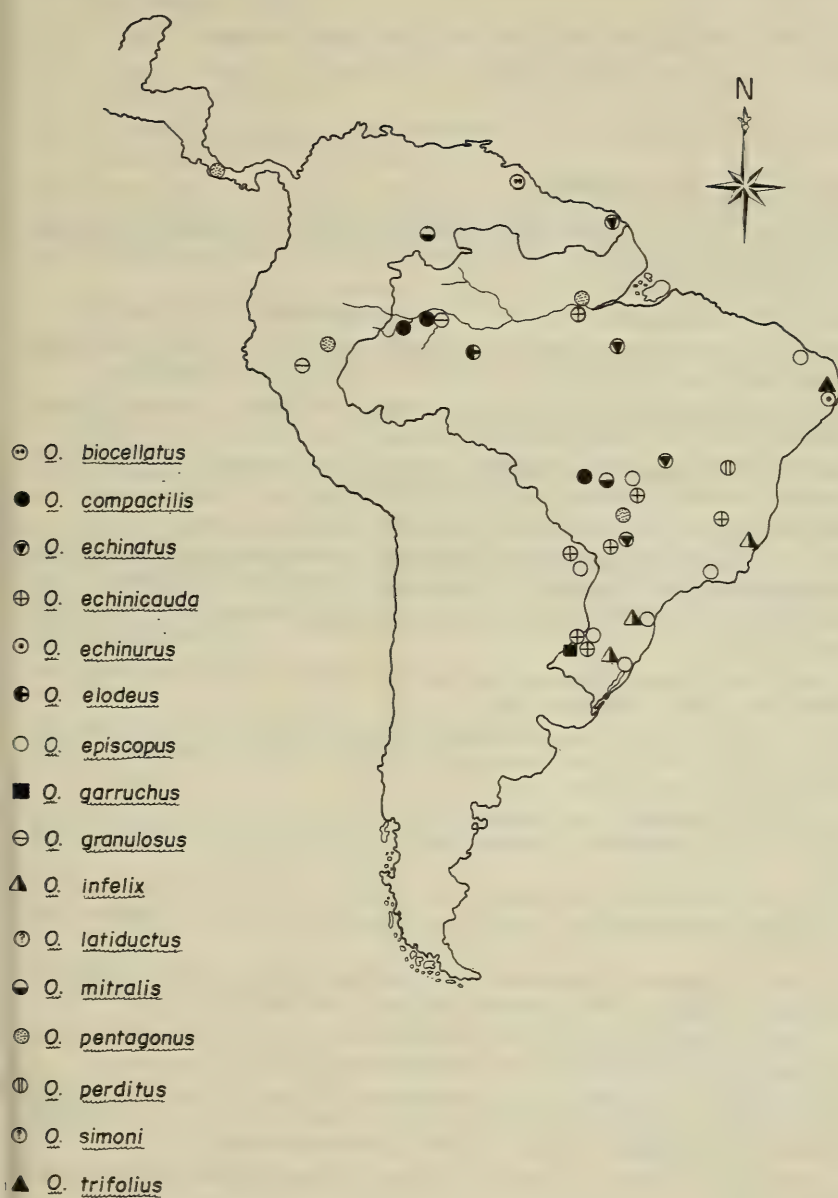 N
O. biocellatus
O. compactilis
O. echinatus
O. echinicauda
O. echinurus
O. elodeus
O. episcopus
O. garruchus
O. granulosus
O. infelix
O. latiductus
O. mitralis
O. pentagonus
O. perditus
O. simoni
O. trifolius